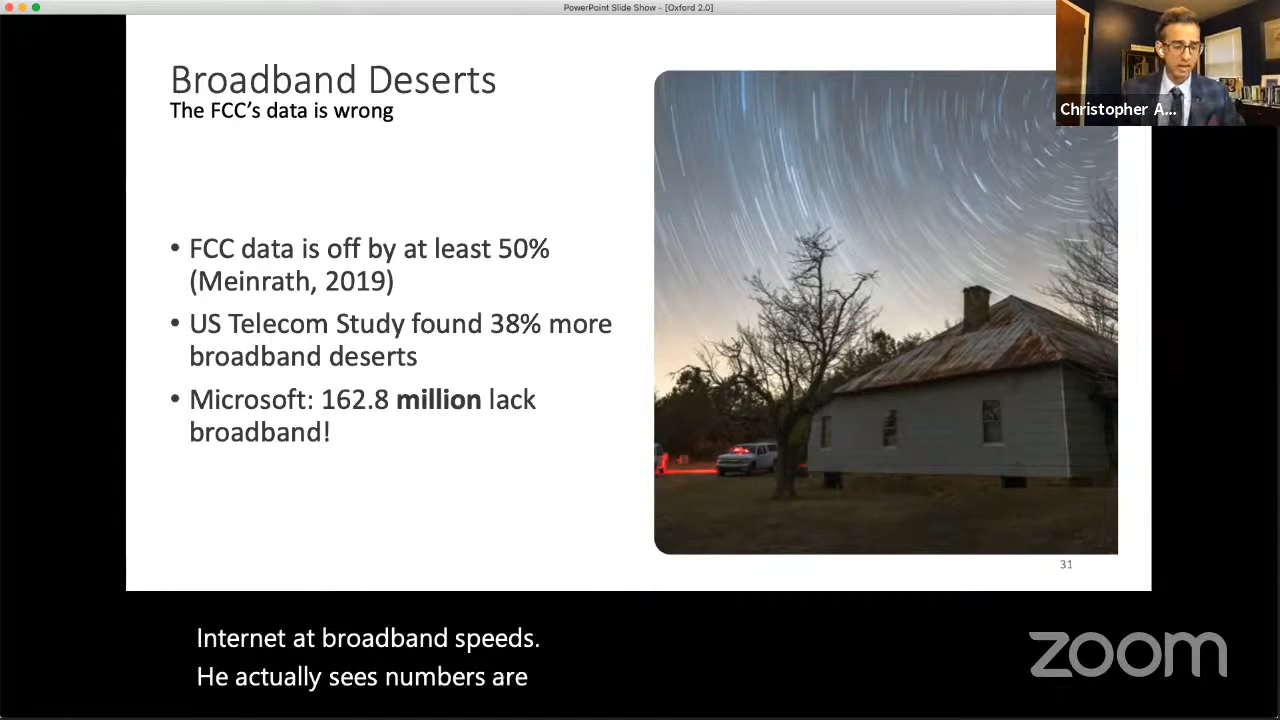 PowerPoint Slide Show - [Oxford 2.0]
Broadband Deserts
The FCC's data is wrong
Christopher A...
• FCC data is off by at least 50%
(Meinrath, 2019)
• US Telecom Study found 38% more
broadband deserts
• Microsoft: 162.8 million lack
broadband!
31
Internet at broadband speeds.
He actually sees numbers are
zoom